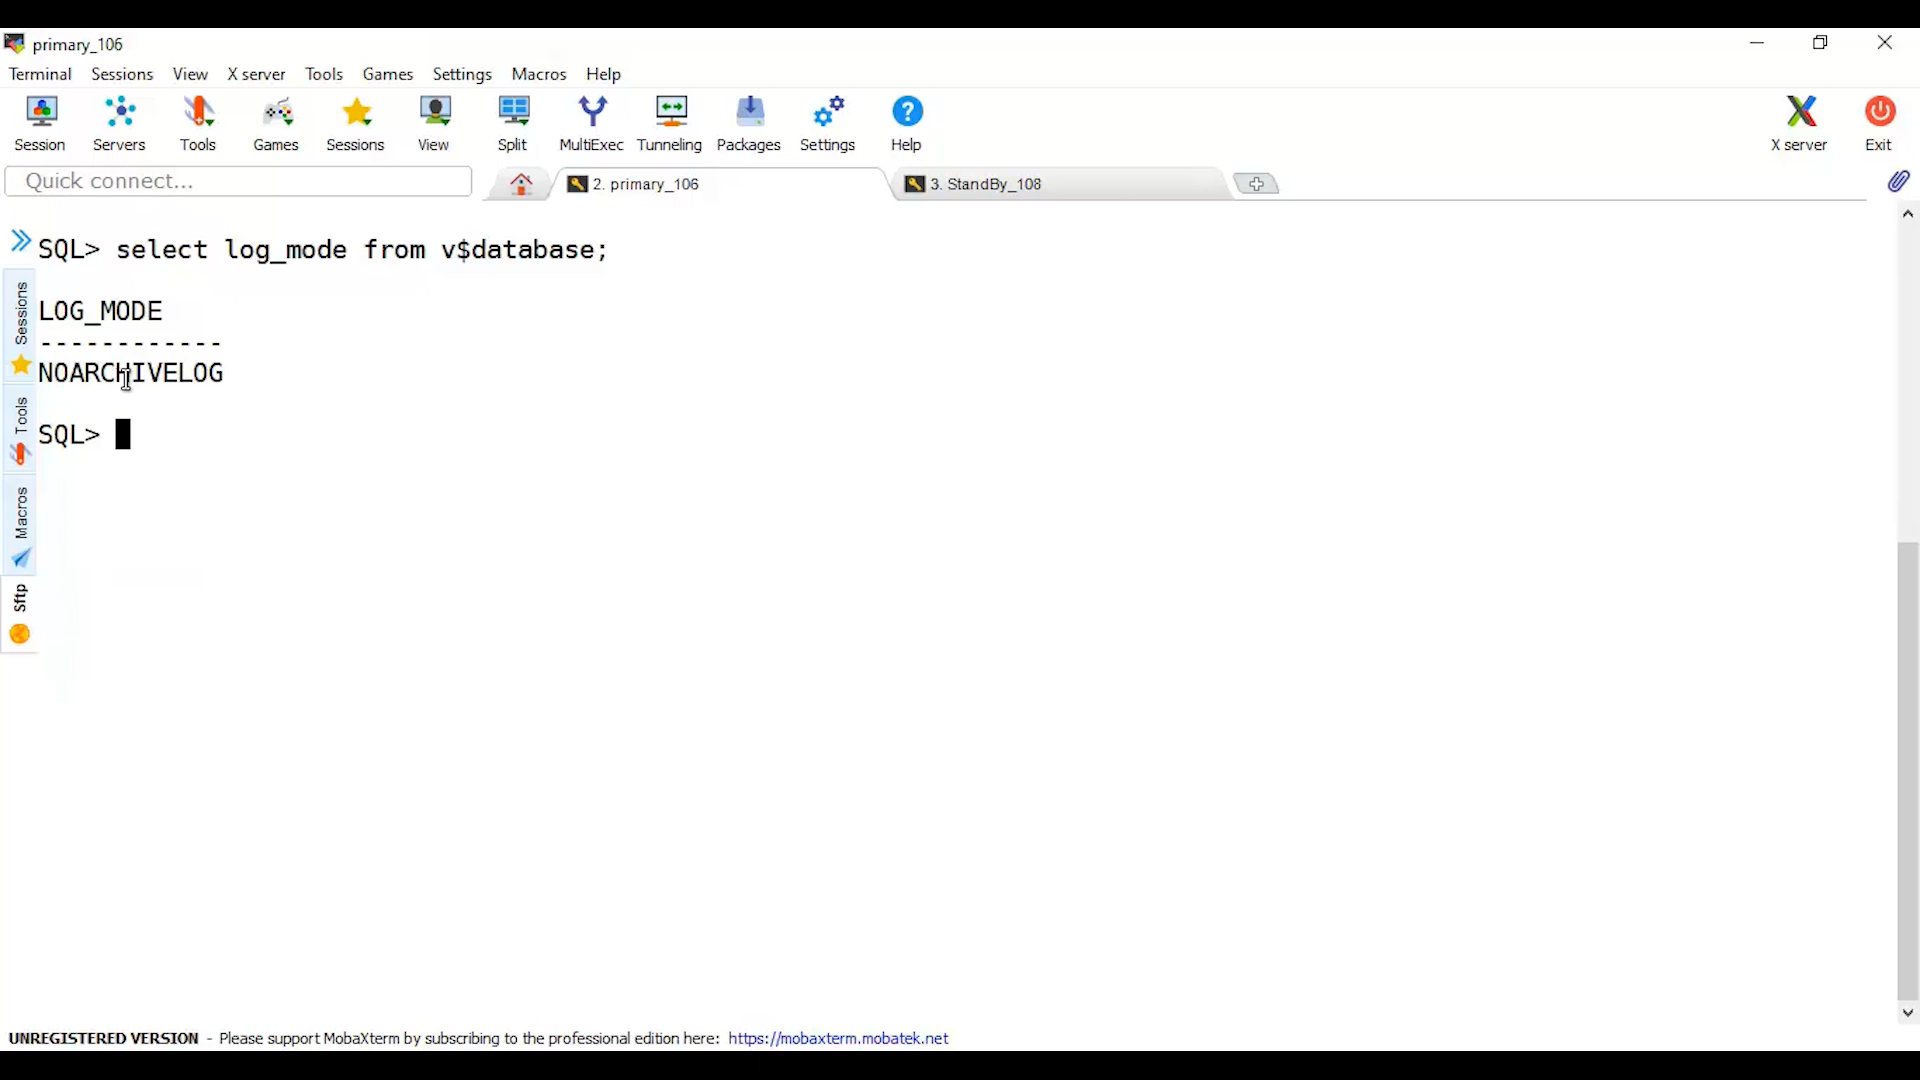 primary_106
Terminal Sessions View X server Tools Games Settings Macros Help
Session Servers Tools Games Sessions View Split MultiExec Tunneling Packages Settings Help X server Exit
Quick connect...
2. primary_106
3. StandBy_108
SQL> select log_mode from v$database;
LOG_MODE
------------
NOARCHIVELOG
SQL>
Sessions
Tools
Macros
Sftp
UNREGISTERED VERSION - Please support MobaXterm by subscribing to the professional edition here: https://mobaxterm.mobatek.net